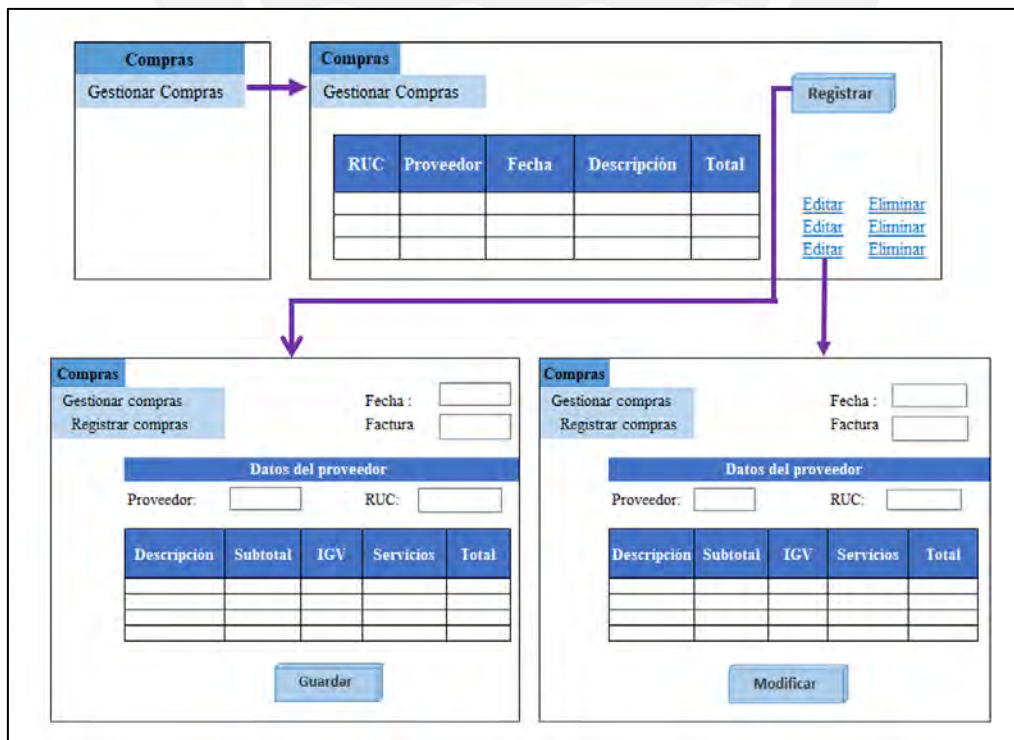 Compras
Gestionar Compras
Compras
Gestionar Compras
Registrar
RUC Proveedor Fecha Descripción Total
Editar Eliminar
Editar Eliminar
Editar Eliminar
Compras
Gestionar compras
Registrar compras
Fecha :
Factura
Datos del proveedor
Proveedor: RUC:
Descripción Subtotal IGV Servicios Total
Guardar
Compras
Gestionar compras
Registrar compras
Fecha :
Factura
Datos del proveedor
Proveedor: RUC:
Descripción Subtotal IGV Servicios Total
Modificar